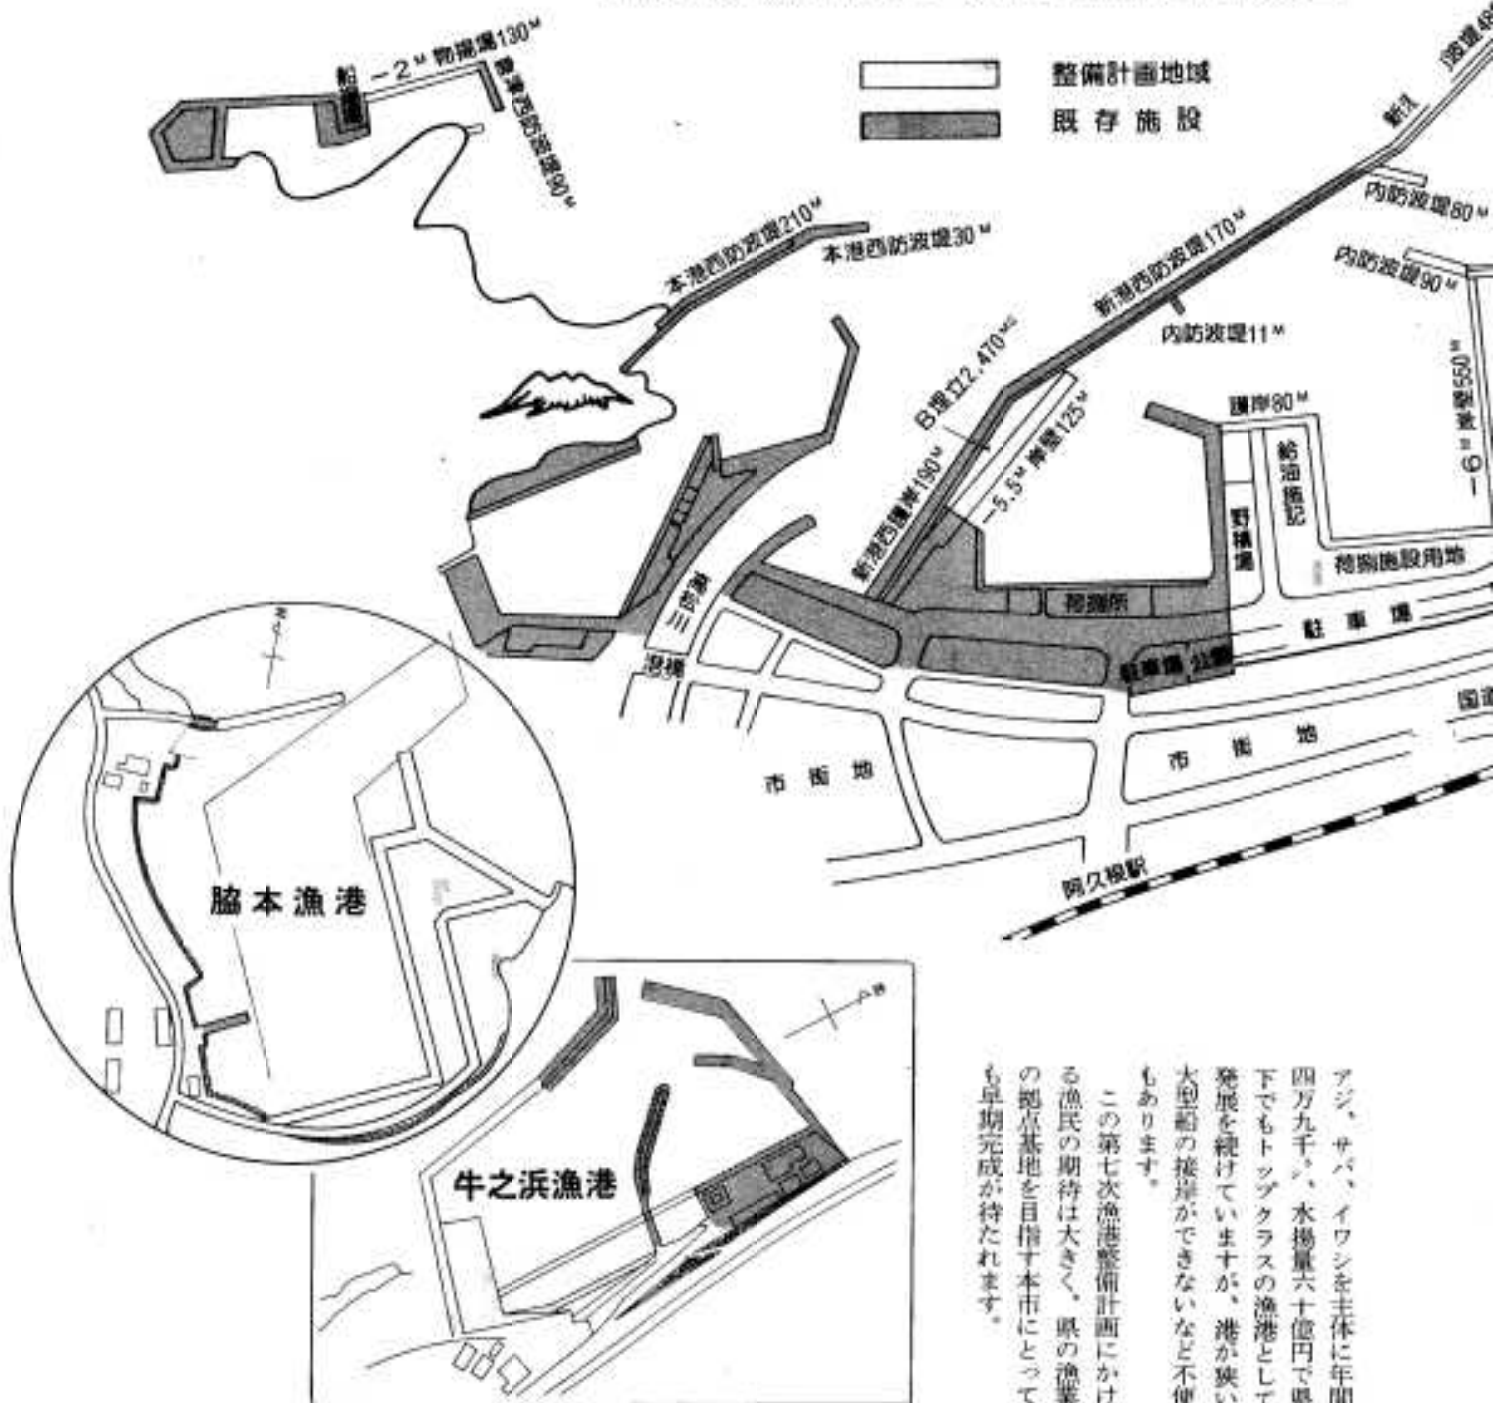 整備計画地域
既存施設
-2M 物揚場130M
船揚場
西防波堤90M
本港西防波堤210M
本港西防波堤30M
新港西防波堤170M
内防波堤80M
内防波堤90M
内防波堤11M
B埋立2,470M2
-5.5M 岸壁125M
新港西護岸190M
護岸80M
給油施記
野積場
-6M 岸壁550M
荷捌施設用地
荷捌所
駐車場
駐車場
公園
港橋
市街地
市街地
国道
阿久根駅
脇本漁港
牛之浜漁港
アジ、サバ、イワシを主体に年間
四万九千㌧、水揚量六十億円で県
下でもトップクラスの漁港として
発展を続けていますが、港が狭い
大型船の接岸ができないなど不便
もあります。
この第七次漁港整備計画にかけ
る漁民の期待は大きく、県の漁業
の拠点基地を目指す本市にとって
も早期完成が待たれます。